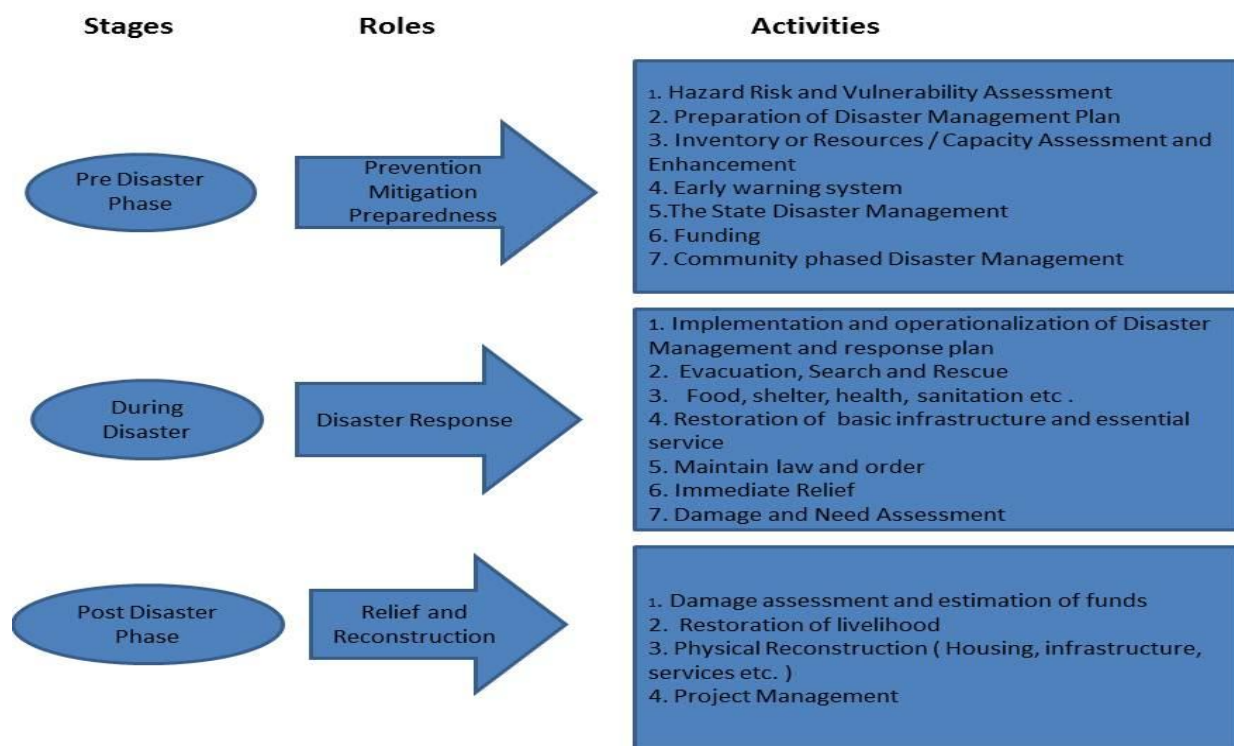 Stages Roles Activities
Pre Disaster
Phase
Prevention
Mitigation
Preparedness
1. Hazard Risk and Vulnerability Assessment
2. Preparation of Disaster Management Plan
3. Inventory or Resources / Capacity Assessment and
Enhancement
4. Early warning system
5.The State Disaster Management
6. Funding
7. Community phased Disaster Management
During
Disaster
Disaster Response
1. Implementation and operationalization of Disaster
Management and response plan
2. Evacuation, Search and Rescue
3. Food, shelter, health, sanitation etc .
4. Restoration of basic infrastructure and essential
service
5. Maintain law and order
6. Immediate Relief
7. Damage and Need Assessment
Post Disaster
Phase
Relief and
Reconstruction
1. Damage assessment and estimation of funds
2. Restoration of livelihood
3. Physical Reconstruction ( Housing, infrastructure,
services etc. )
4. Project Management